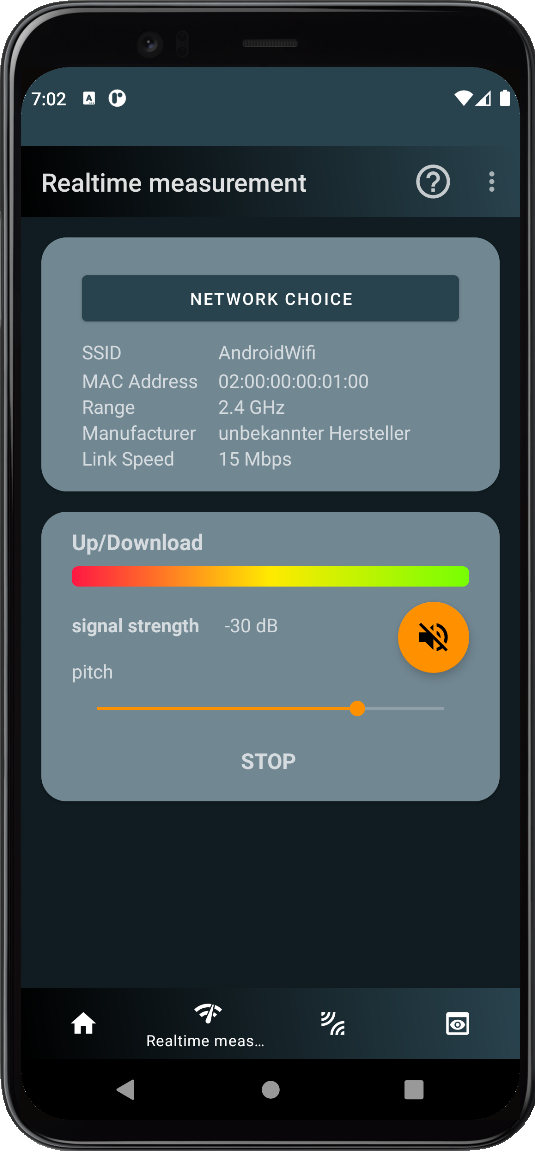 7:02
Realtime measurement
NETWORK CHOICE
SSID AndroidWifi
MAC Address 02:00:00:00:01:00
Range 2.4 GHz
Manufacturer unbekannter Hersteller
Link Speed 15 Mbps
Up/Download
signal strength -30 dB
pitch
STOP
Realtime meas...